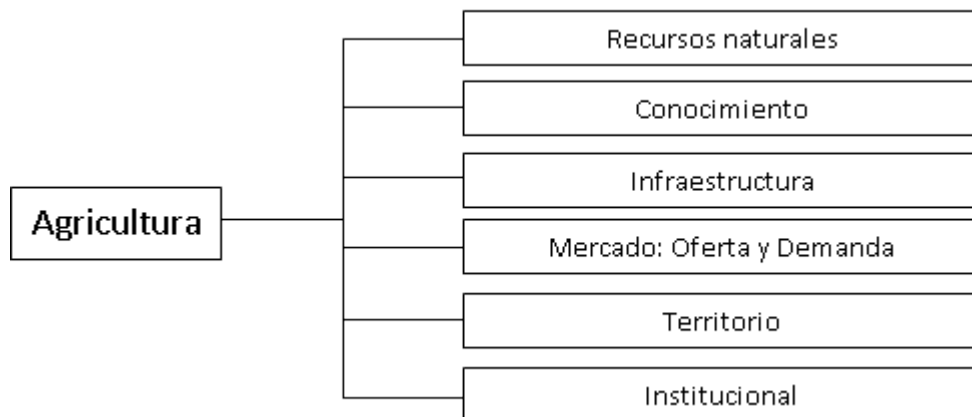 Recursos naturales
Conocimiento
Infraestructura
Agricultura
Mercado: Oferta y Demanda
Territorio
Institucional